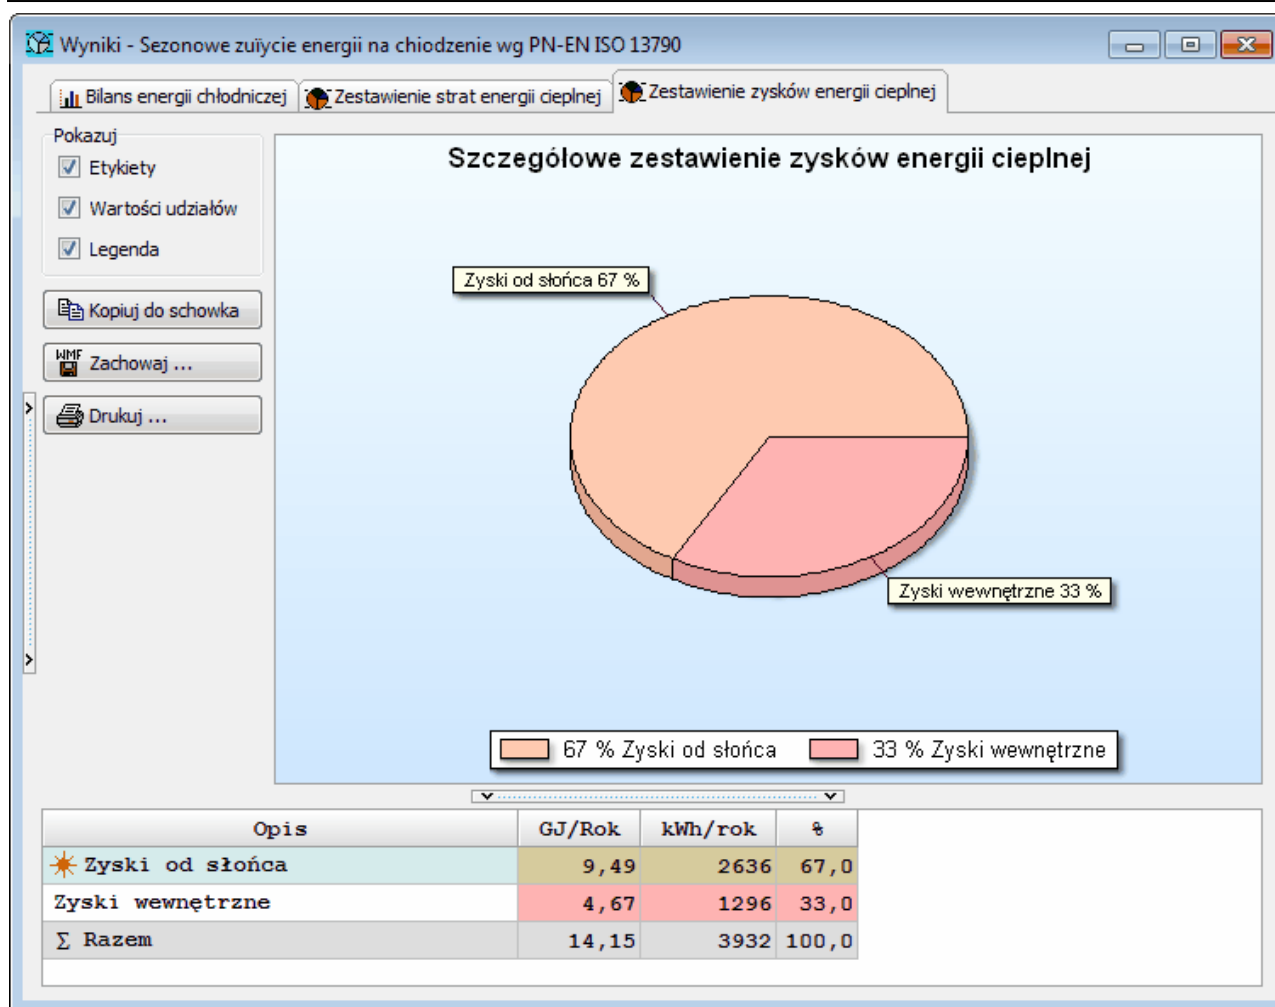 Wyniki - Sezonowe zuïycie energii na chiodzenie wg PN-EN ISO 13790
Bilans energii chłodniczej Zestawienie strat energii cieplnej Zestawienie zysków energii cieplnej
Pokazuj
Etykiety
Wartości udziałów
Legenda
Kopiuj do schowka
WMF Zachowaj ...
Drukuj ...
Szczegółowe zestawienie zysków energii cieplnej
Zyski od słońca 67 %
Zyski wewnętrzne 33 %
67 % Zyski od słońca 33 % Zyski wewnętrzne
Opis GJ/Rok kWh/rok %
Zyski od słońca 9,49 2636 67,0
Zyski wewnętrzne 4,67 1296 33,0
Σ Razem 14,15 3932 100,0